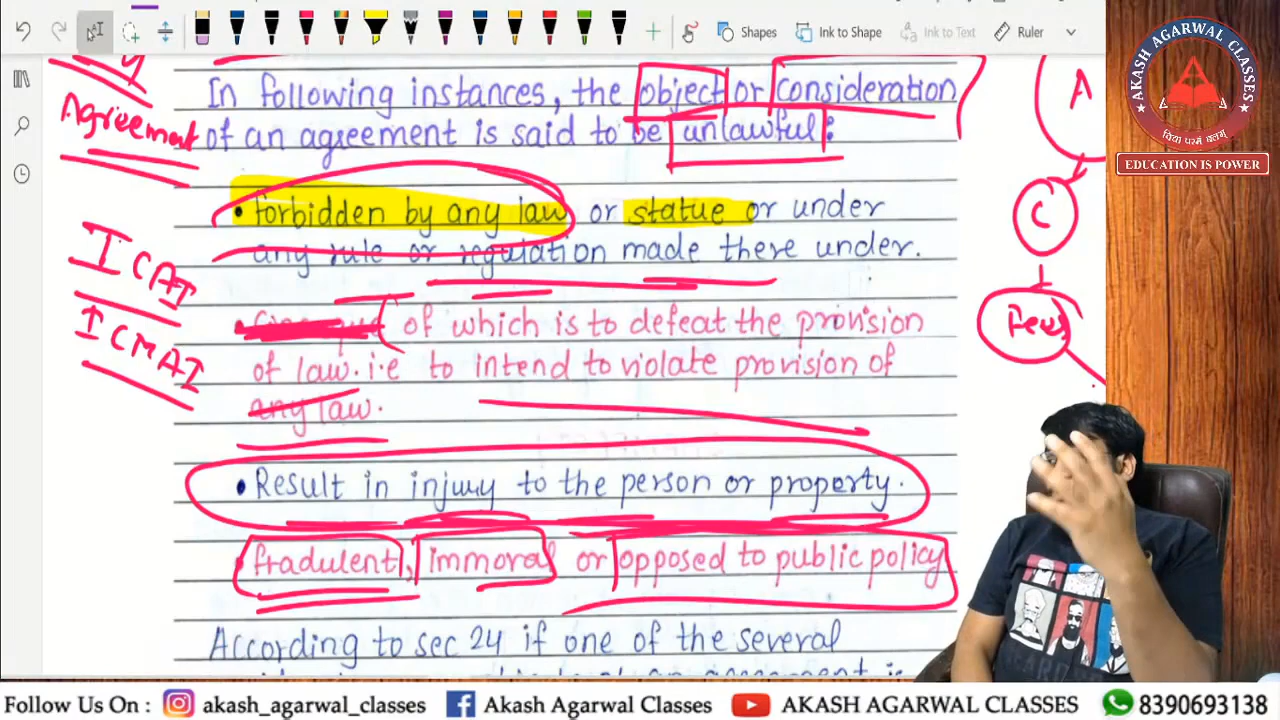 Shapes
Ink to Shape
Ink to Text
Ruler
AKASH AGARWAL CLASSES
EDUCATION IS POWER
In following instances, the object or consideration
of an agreement is said to be unlawful:
Agreement
• forbidden by any law or statue or under
any rule or regulation made there under.
ICAI
ICMAI
of which is to defeat the provision
of law. i.e to intend to violate provision of
any law.
• Result in injury to the person or property.
• fradulent, immoral or opposed to public policy
According to sec 24 if one of the several
A
C
Fees
Follow Us On : akash_agarwal_classes Akash Agarwal CLASSES AKASH AGARWAL CLASSES 8390693138